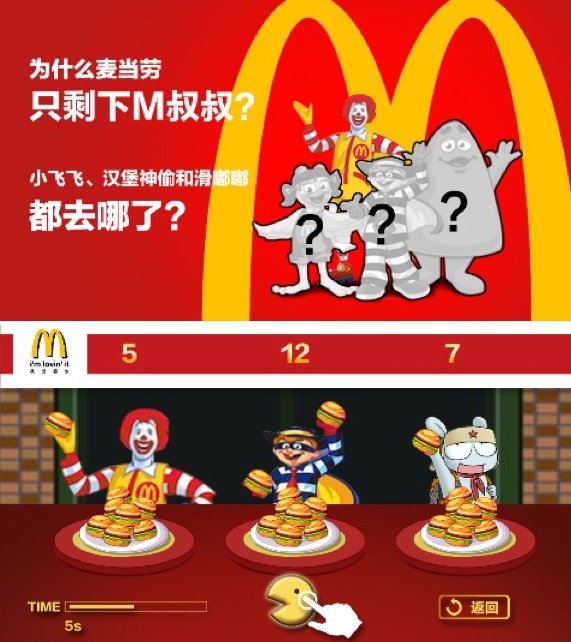 为什么麦当劳
只剩下M叔叔?
小飞飞、汉堡神偷和滑嘟嘟
都去哪了?
? ? ?
i'm lovin' it
5 12 7
TIME
5s
返回